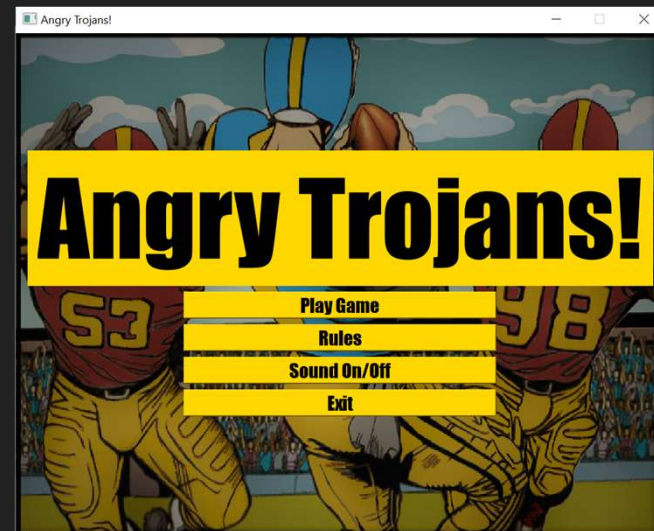 Angry Trojans!
Angry Trojans!
53
98
Play Game
Rules
Sound On/Off
Exit